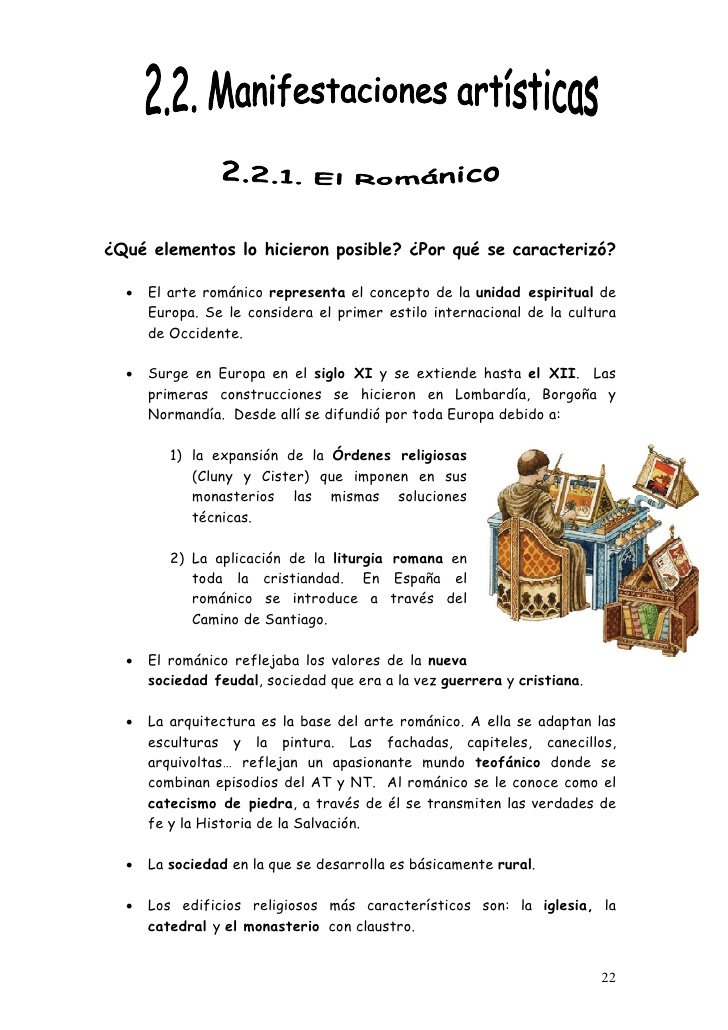 2.2. Manifestaciones artísticas
2.2.1. El Románico
¿Qué elementos lo hicieron posible? ¿Por qué se caracterizó?
• El arte románico representa el concepto de la unidad espiritual de
Europa. Se le considera el primer estilo internacional de la cultura
de Occidente.
• Surge en Europa en el siglo XI y se extiende hasta el XII. Las
primeras construcciones se hicieron en Lombardía, Borgoña y
Normandía. Desde allí se difundió por toda Europa debido a:
1) la expansión de la Órdenes religiosas
(Cluny y Cister) que imponen en sus
monasterios las mismas soluciones
técnicas.
2) La aplicación de la liturgia romana en
toda la cristiandad. En España el
románico se introduce a través del
Camino de Santiago.
• El románico reflejaba los valores de la nueva
sociedad feudal, sociedad que era a la vez guerrera y cristiana.
• La arquitectura es la base del arte románico. A ella se adaptan las
esculturas y la pintura. Las fachadas, capiteles, canecillos,
arquivoltas… reflejan un apasionante mundo teofánico donde se
combinan episodios del AT y NT. Al románico se le conoce como el
catecismo de piedra, a través de él se transmiten las verdades de
fe y la Historia de la Salvación.
• La sociedad en la que se desarrolla es básicamente rural.
• Los edificios religiosos más característicos son: la iglesia, la
catedral y el monasterio con claustro.
22